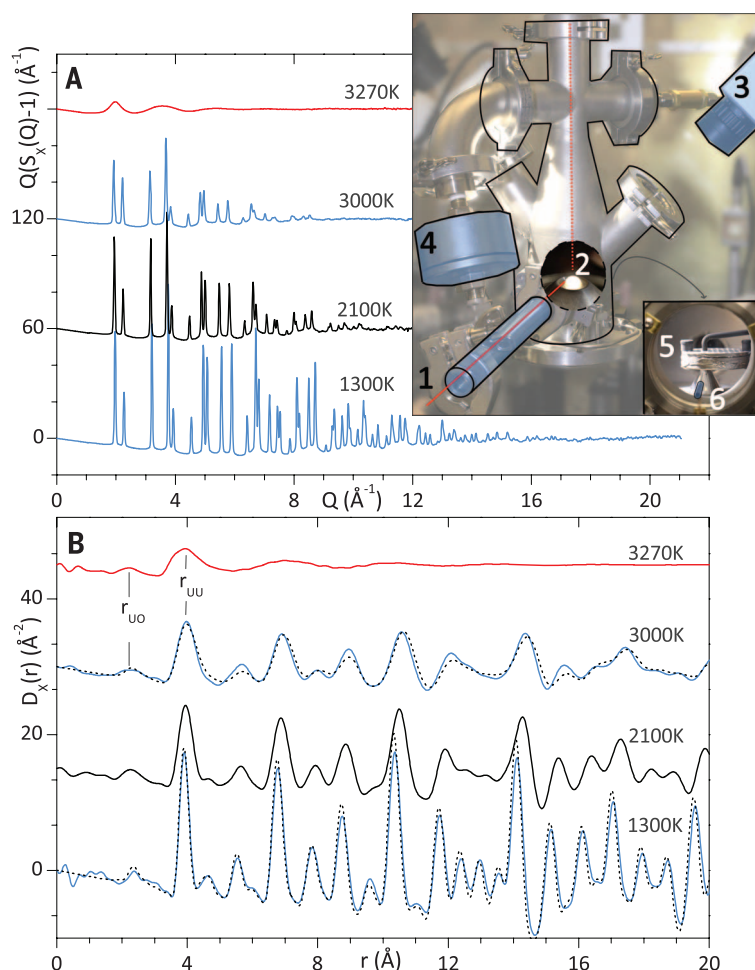 A
Q(S_X(Q)-1) (Å⁻¹)
120
60
0
3270K
3000K
2100K
1300K
0 4 8 12 16 20
Q (Å⁻¹)
1
2
3
4
5
6
B
D_X(r) (Å⁻²)
40
20
0
r_UO
r_UU
3270K
3000K
2100K
1300K
0 4 8 12 16 20
r (Å)